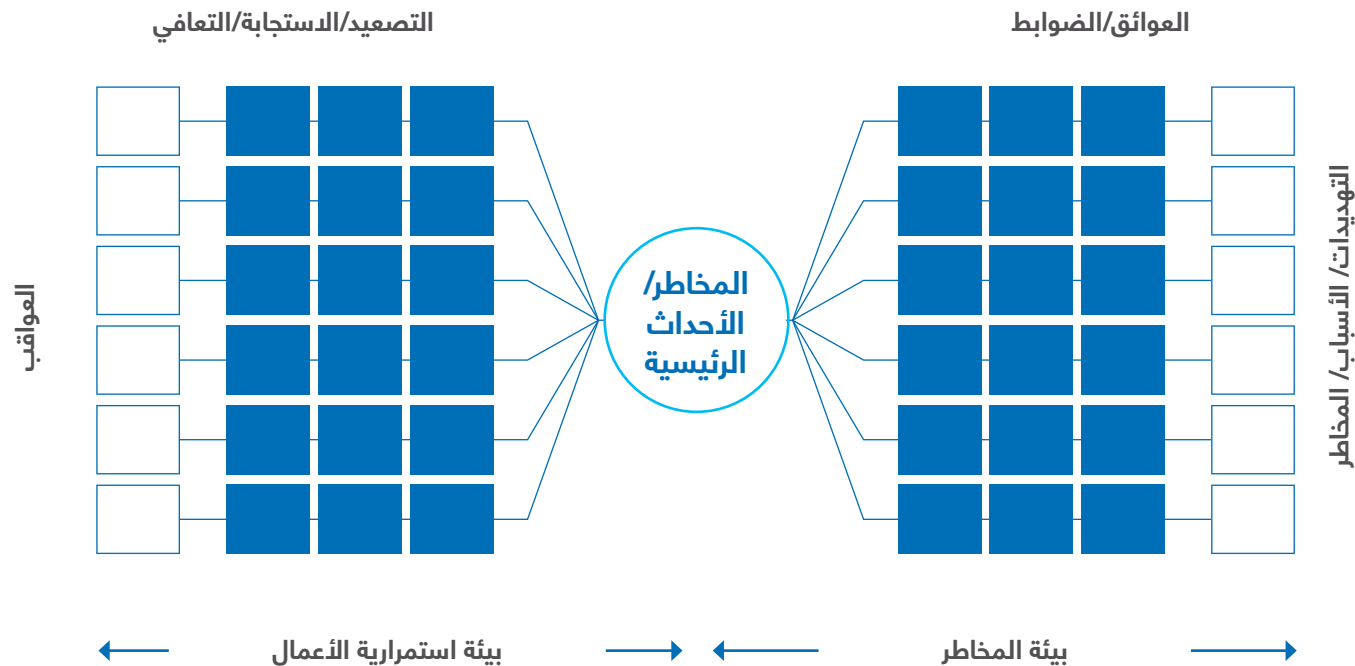 العوائق/الضوابط
التصعيد/الاستجابة/التعافي
التهديدات/ الأسباب/ المخاطر
المخاطر/
الأحداث
الرئيسية
العواقب
بيئة المخاطر
بيئة استمرارية الأعمال